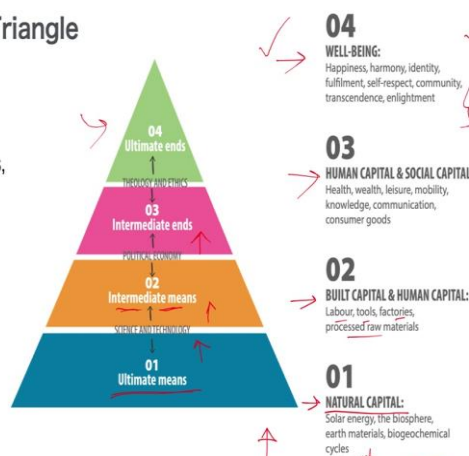 Triangle
04
Ultimate ends
THEOLOGY AND ETHICS
03
Intermediate ends
POLITICAL ECONOMY
02
Intermediate means
SCIENCE AND TECHNOLOGY
01
Ultimate means
04
WELL-BEING:
Happiness, harmony, identity,
fulfilment, self-respect, community,
transcendence, enlightment
03
HUMAN CAPITAL & SOCIAL CAPITAL
Health, wealth, leisure, mobility,
knowledge, communication,
consumer goods
02
BUILT CAPITAL & HUMAN CAPITAL:
Labour, tools, factories,
processed raw materials
01
NATURAL CAPITAL:
Solar energy, the biosphere,
earth materials, biogeochemical
cycles